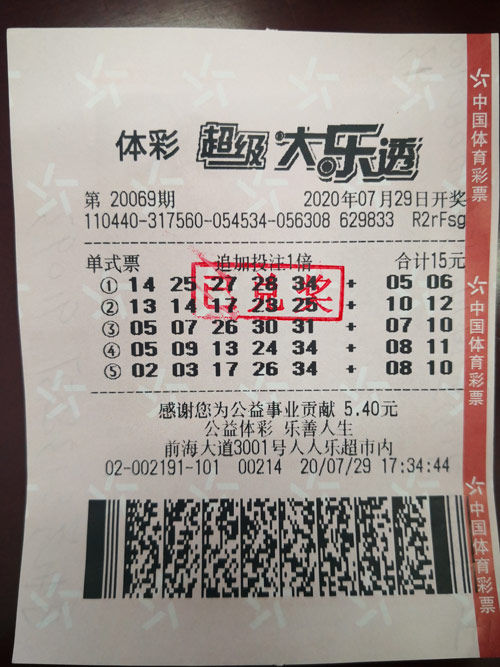 体彩 超级大乐透
第 20069期 2020年07月29日开奖
110440-317560-054534-056308 629833 R2rFsg
单式票 追加投注1倍 合计15元
① 14 25 27 28 34 + 05 06
② 13 14 17 23 25 + 10 12
③ 05 07 26 30 31 + 07 10
④ 05 09 13 24 34 + 08 11
⑤ 02 03 17 26 34 + 08 10
已兑奖
感谢您为公益事业贡献 5.40元
公益体彩 乐善人生
前海大道3001号人人乐超市内
02-002191-101 00214 20/07/29 17:34:44
中国体育彩票
中国体育彩票